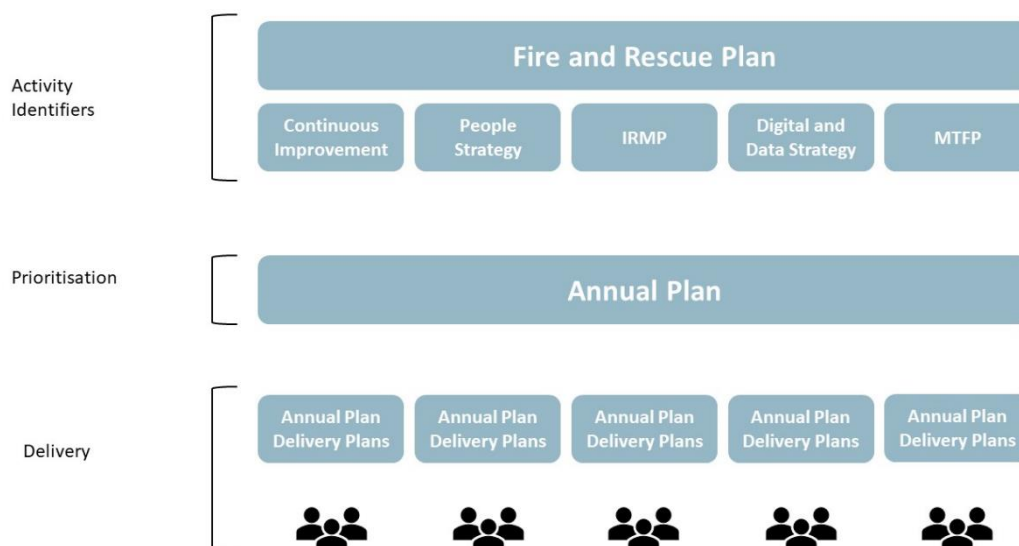 Activity
Identifiers
Fire and Rescue Plan
Continuous
Improvement
People
Strategy
IRMP
Digital and
Data Strategy
MTFP
Prioritisation
Annual Plan
Delivery
Annual Plan
Delivery Plans
Annual Plan
Delivery Plans
Annual Plan
Delivery Plans
Annual Plan
Delivery Plans
Annual Plan
Delivery Plans